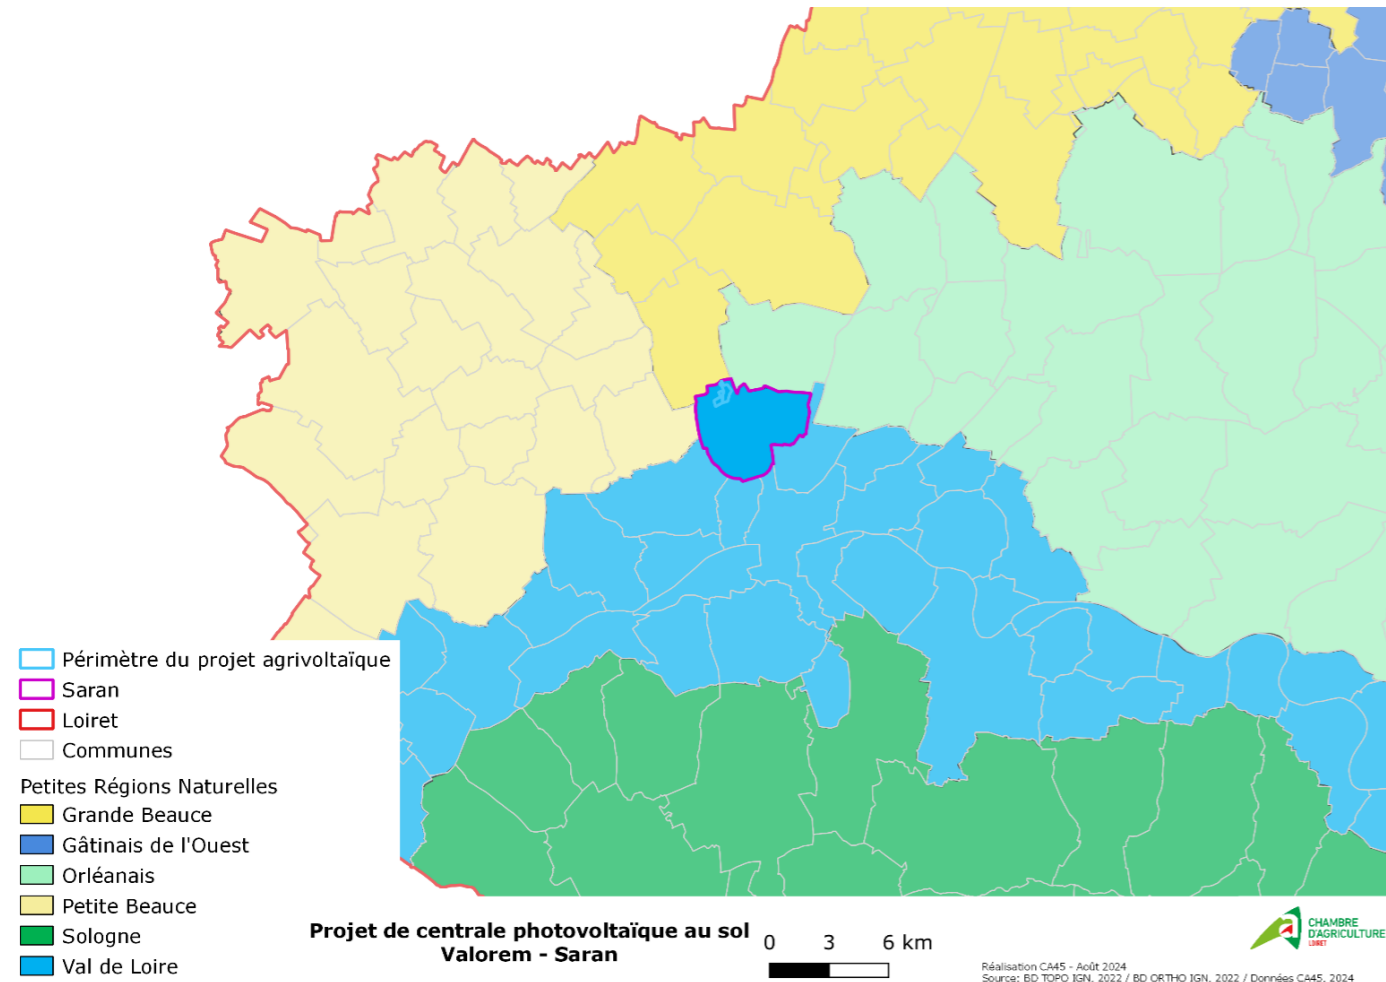 Périmètre du projet agrivoltaïque
Saran
Loiret
Communes
Petites Régions Naturelles
Grande Beauce
Gâtinais de l'Ouest
Orléanais
Petite Beauce
Sologne
Val de Loire
Projet de centrale photovoltaïque au sol
Valorem - Saran
0 3 6 km
CHAMBRE
D'AGRICULTURE
LOIRET
Réalisation CA45 - Août 2024
Source: BD TOPO IGN, 2022 / BD ORTHO IGN, 2022 / Données CA45, 2024